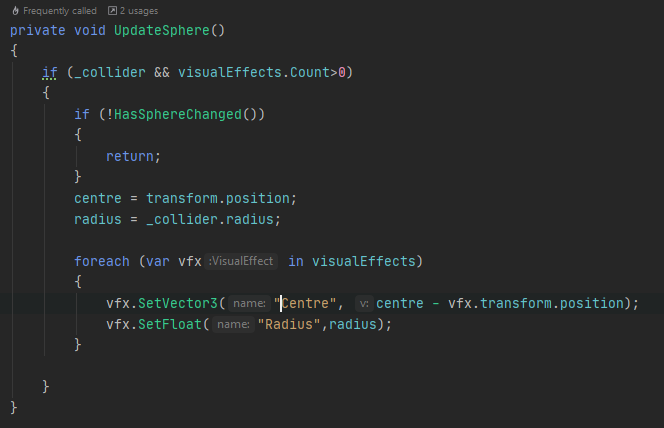 Frequently called 2 usages
private void UpdateSphere()
{
if (_collider && visualEffects.Count>0)
{
if (!HasSphereChanged())
{
return;
}
centre = transform.position;
radius = _collider.radius;
foreach (var vfx :VisualEffect in visualEffects)
{
vfx.SetVector3( name: "Centre", v: centre - vfx.transform.position);
vfx.SetFloat( name: "Radius",radius);
}
}
}